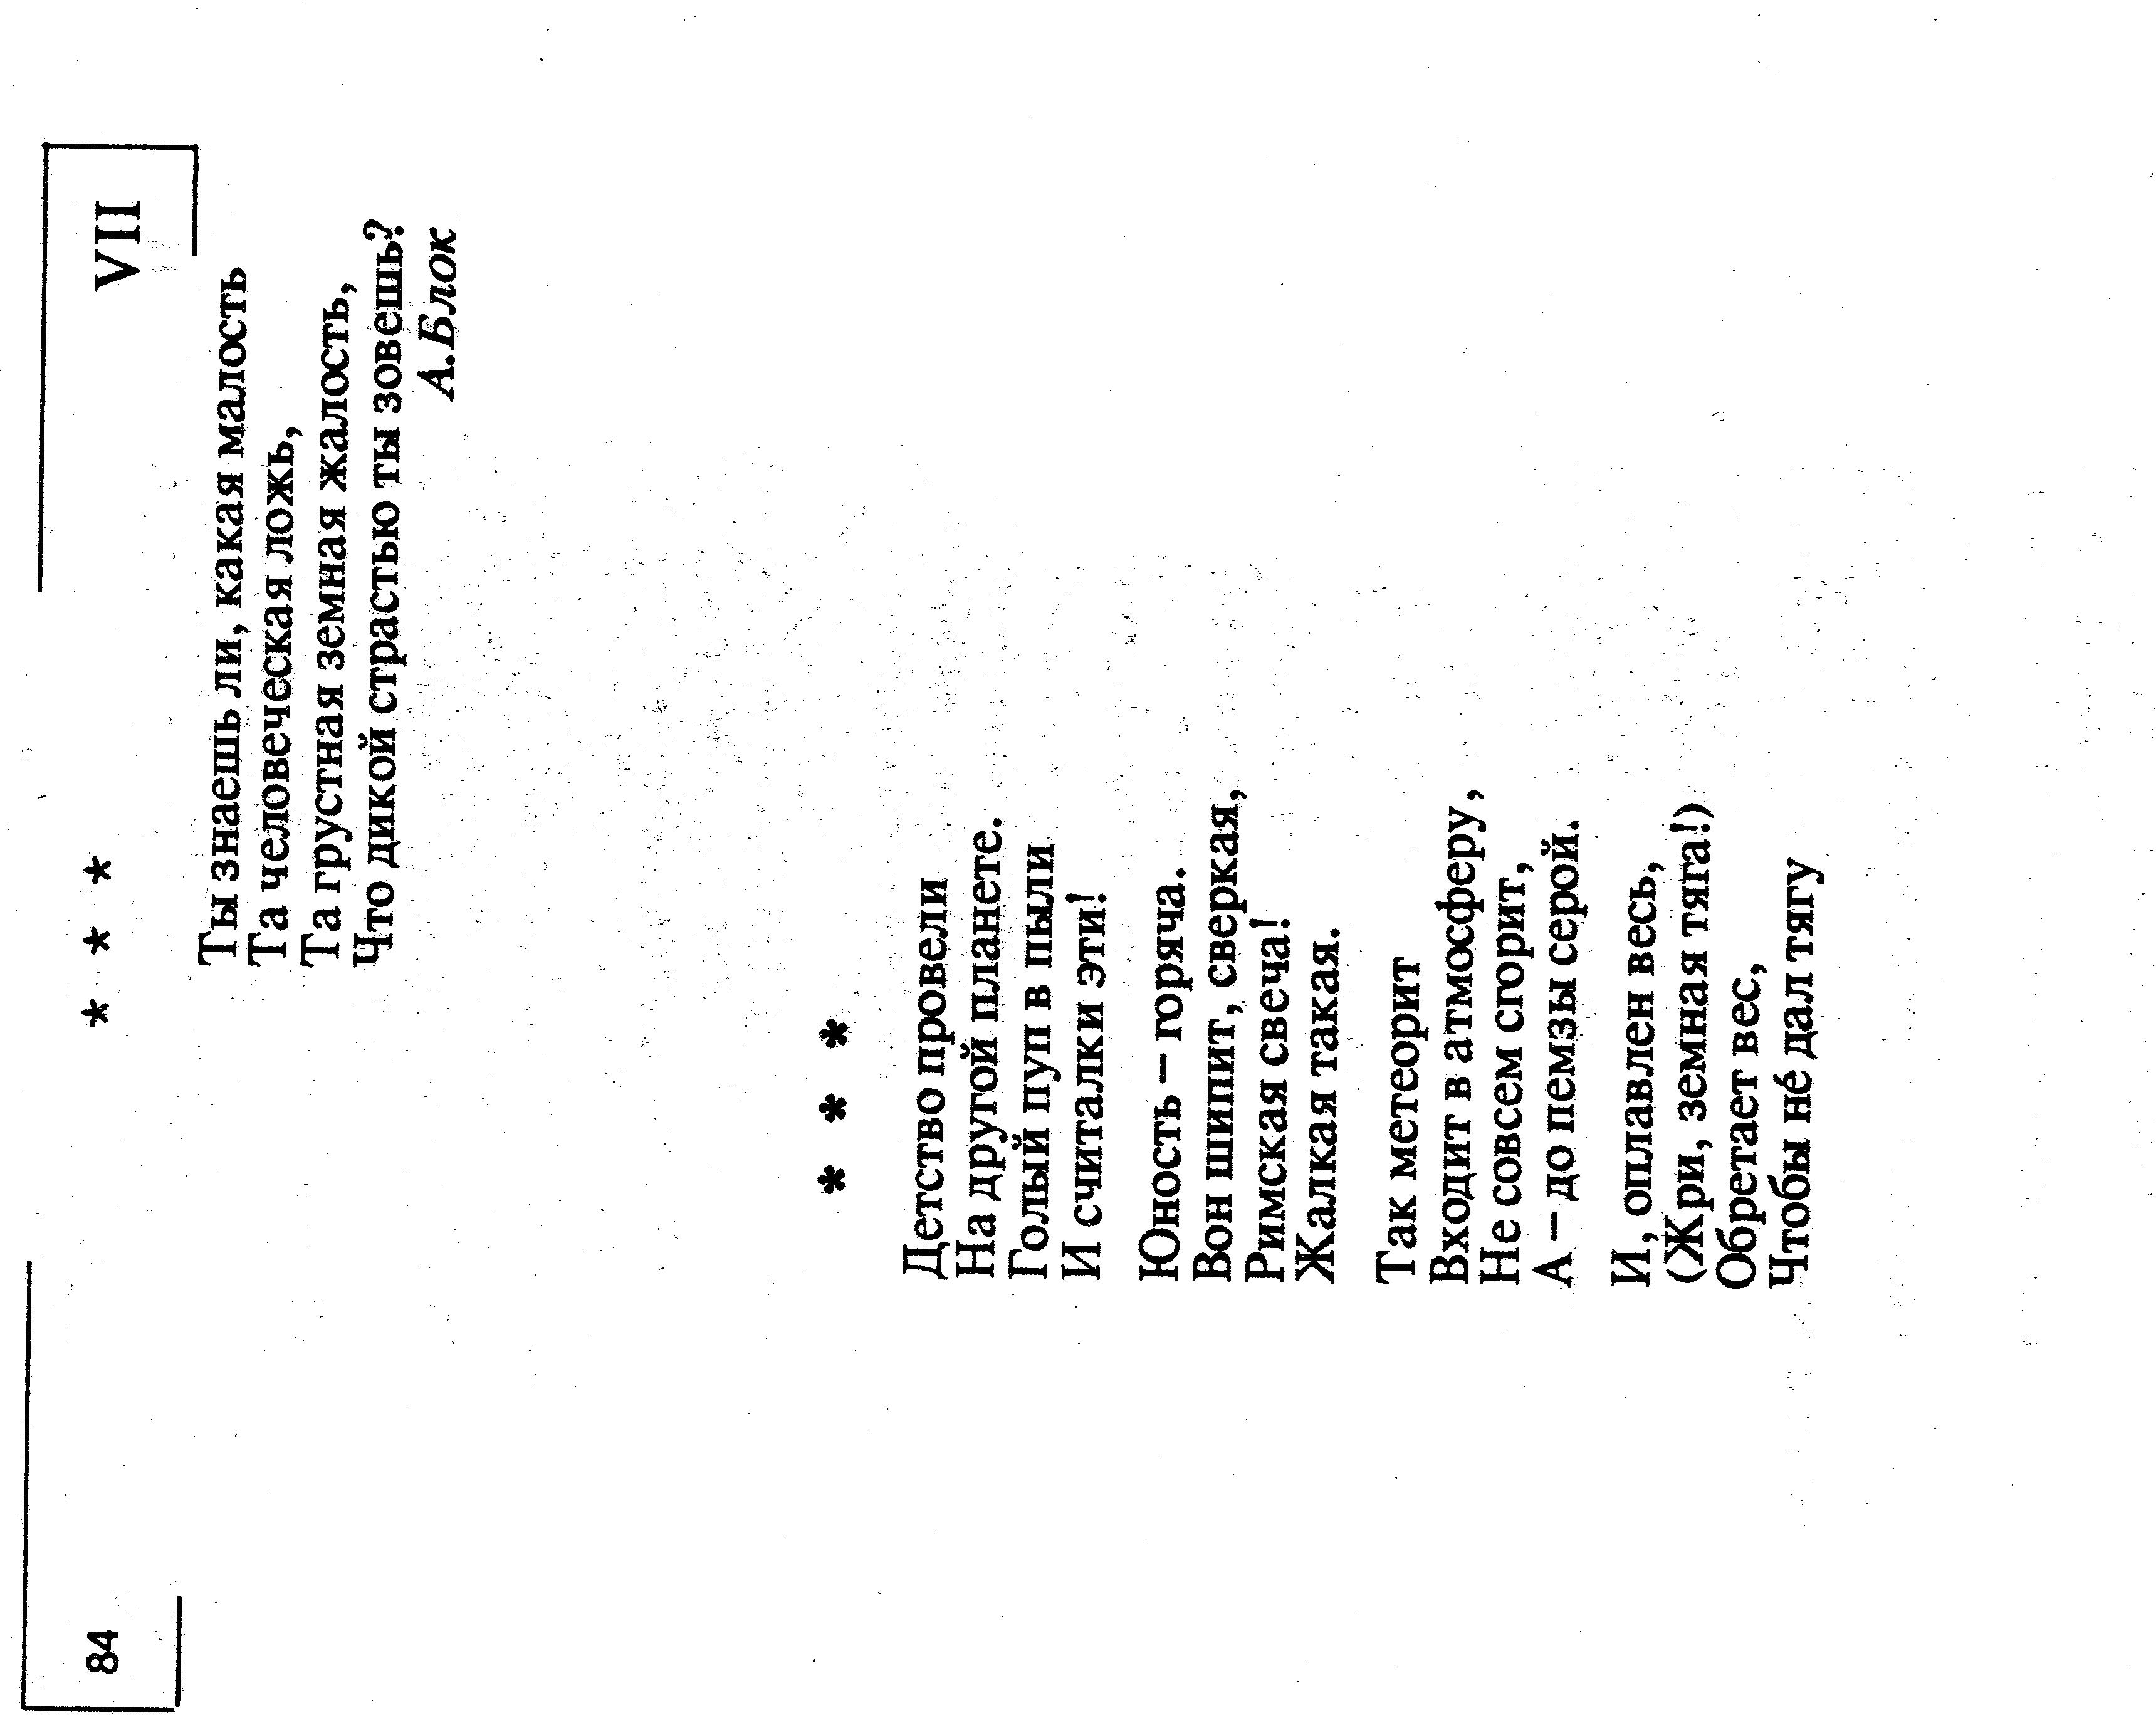 84
* * *
VII
Ты знаешь ли, какая малость
Та человеческая ложь,
Та грустная земная жалость,
Что дикой страстью ты зовешь?
А.Блок
* * *
Детство провели
На другой планете.
Голый пуп в пыли
И считалки эти!
Юность – горяча.
Вон шипит, сверкая,
Римская свеча!
Жалкая такая.
Так метеорит
Входит в атмосферу,
Не совсем сгорит,
А – до пемзы серой.
И, оплавлен весь,
(Жри, земная тяга!)
Обретает вес,
Чтобы не́ дал тягу